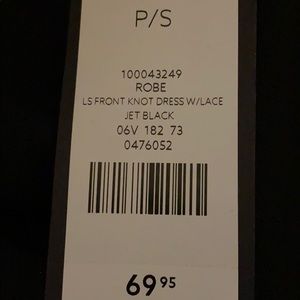 P/S
100043249
ROBE
LS FRONT KNOT DRESS W/LACE
JET BLACK
06V 182 73
0476052
69.95